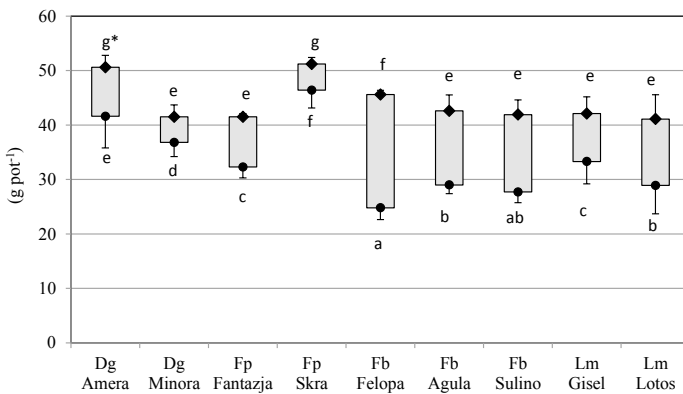 60
50
40
30
20
10
0
(g pot⁻¹)
g* e e g f e e e e
e d c f a b ab c b
Dg Dg Fp Fp Fb Fb Fb Lm Lm
Amera Minora Fantazja Skra Felopa Agula Sulino Gisel Lotos